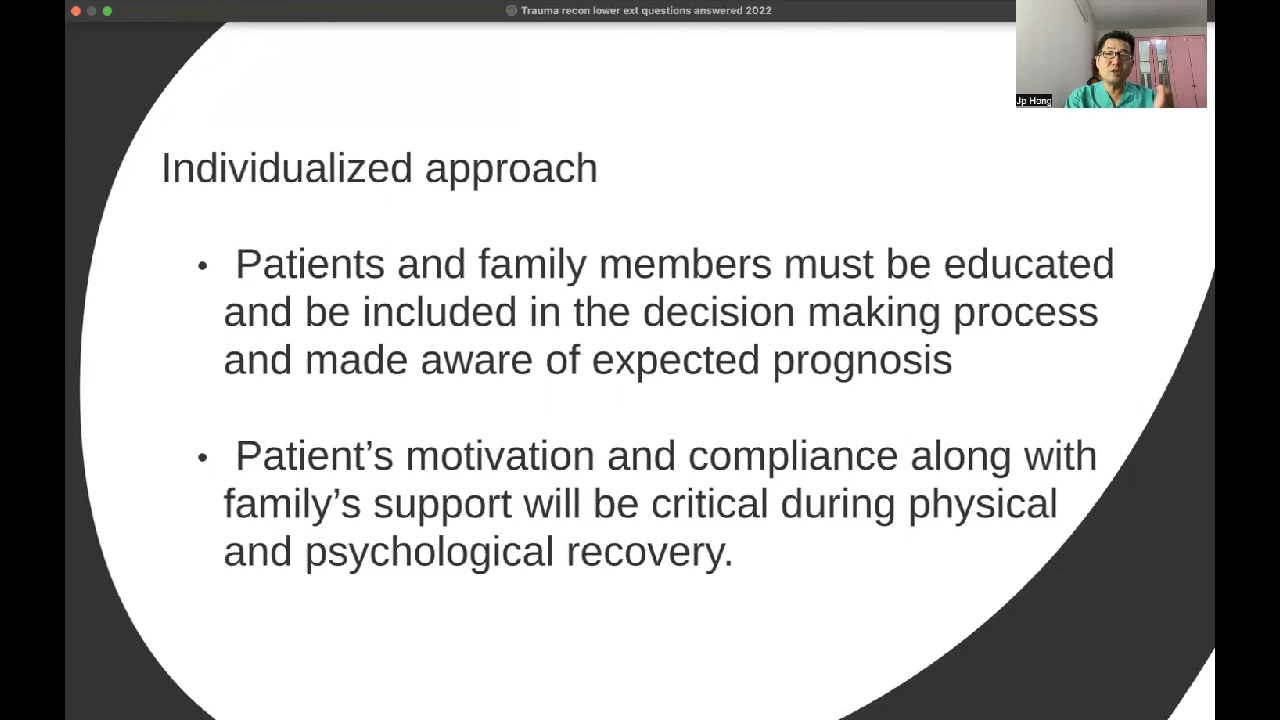 Trauma recon lower ext questions answered 2022
Jp Hong
Individualized approach
• Patients and family members must be educated
and be included in the decision making process
and made aware of expected prognosis
• Patient’s motivation and compliance along with
family’s support will be critical during physical
and psychological recovery.